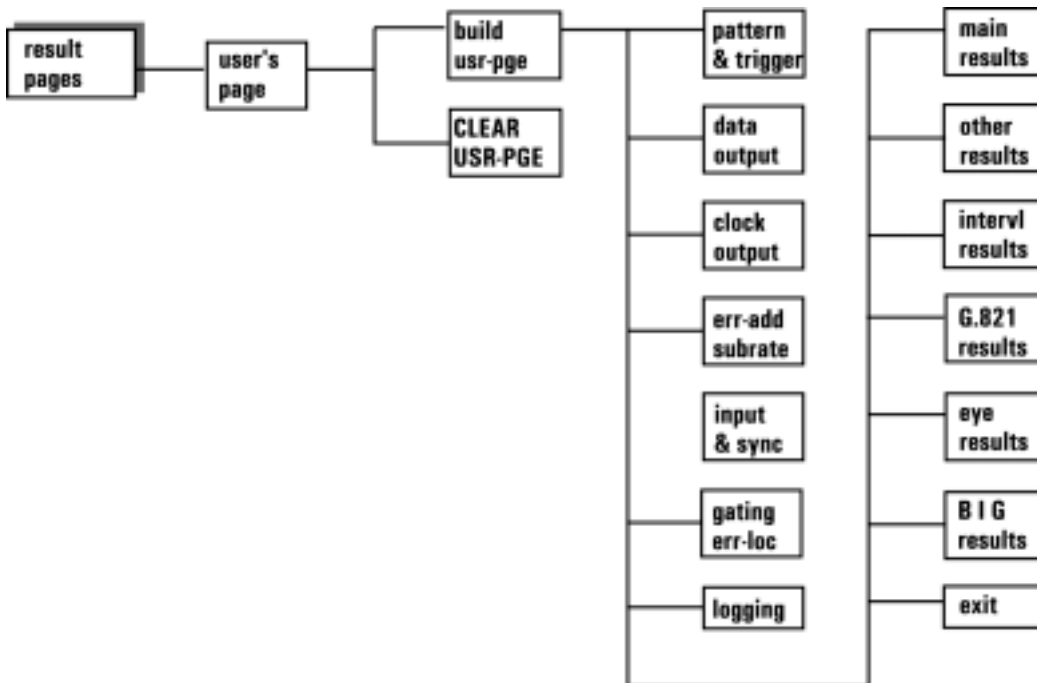 result
pages
user's
page
build
usr-pge
CLEAR
USR-PGE
pattern
& trigger
data
output
clock
output
err-add
subrate
input
& sync
gating
err-loc
logging
main
results
other
results
intervl
results
G.821
results
eye
results
B I G
results
exit